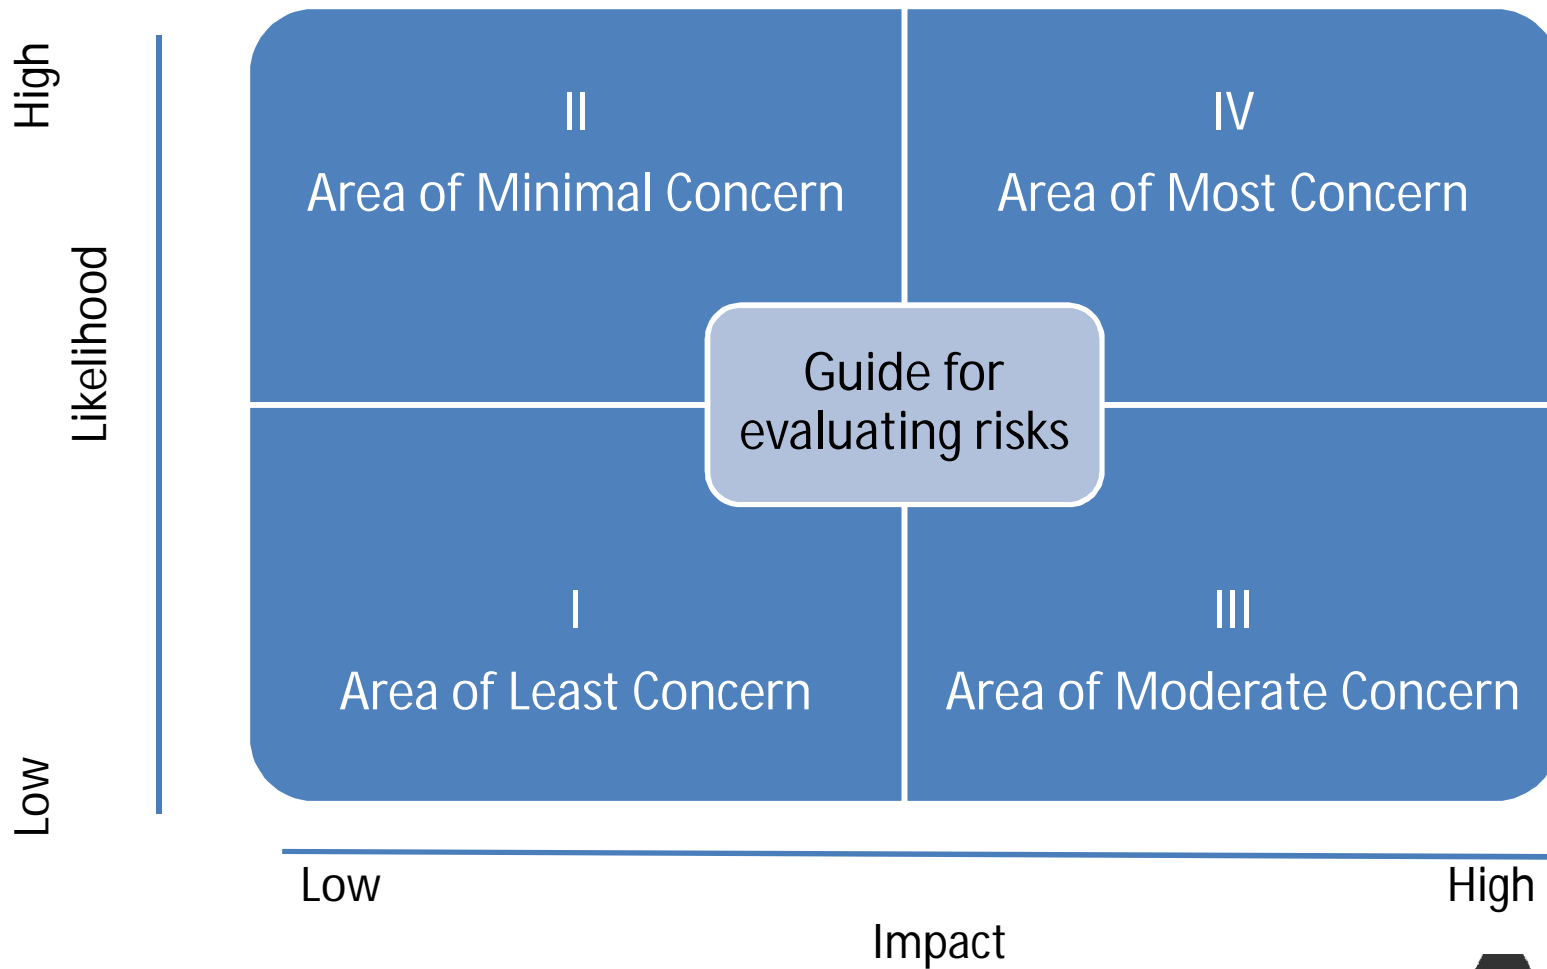 High
II
Area of Minimal Concern
IV
Area of Most Concern
Likelihood
Guide for
evaluating risks
I
Area of Least Concern
III
Area of Moderate Concern
Low
Low
High
Impact